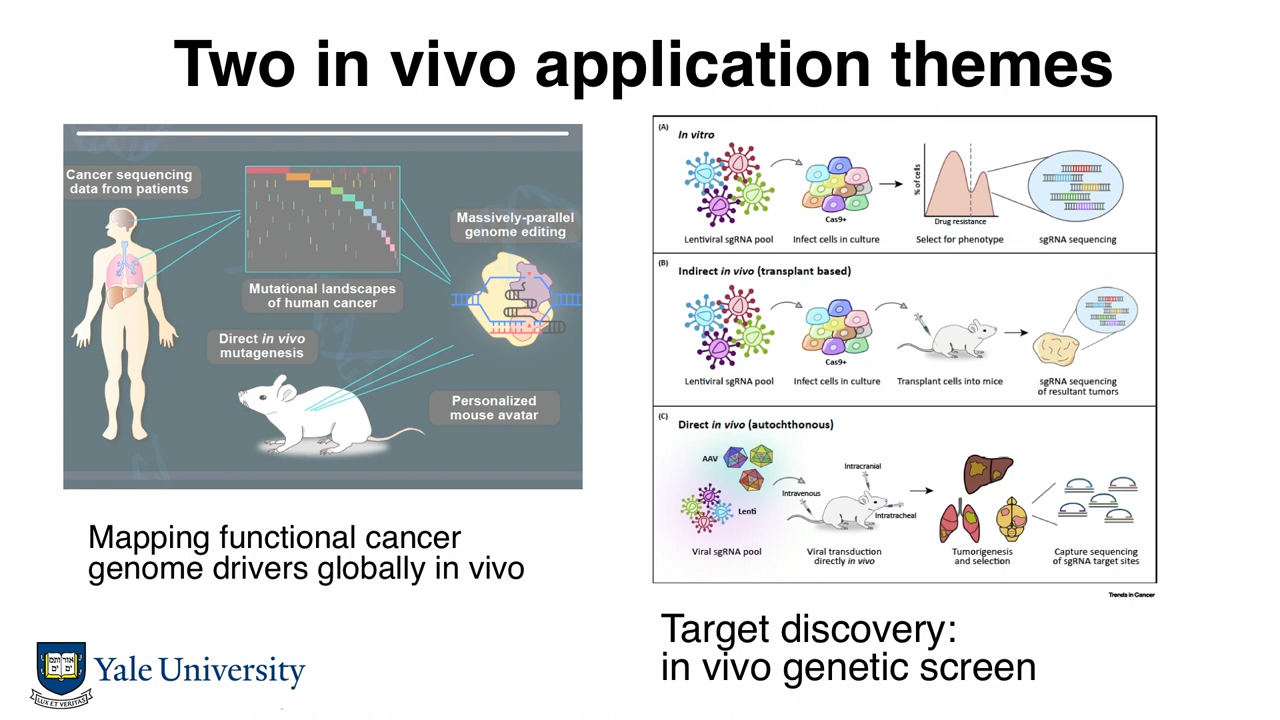 Two in vivo application themes
Cancer sequencing
data from patients
Massively-parallel
genome editing
Mutational landscapes
of human cancer
Direct in vivo
mutagenesis
Personalized
mouse avatar
Mapping functional cancer
genome drivers globally in vivo
(A)
In vitro
% of cells
Cas9+
Drug resistance
Lentiviral sgRNA pool
Infect cells in culture
Select for phenotype
sgRNA sequencing
(B)
Indirect in vivo (transplant based)
Cas9+
Lentiviral sgRNA pool
Infect cells in culture
Transplant cells into mice
sgRNA sequencing
of resultant tumors
(C)
Direct in vivo (autochthonous)
AAV
Lenti
Intracranial
Intravenous
Intratracheal
Viral sgRNA pool
Viral transduction
directly in vivo
Tumorigenesis
and selection
Capture sequencing
of sgRNA target sites
Trends in Cancer
Target discovery:
in vivo genetic screen
Yale University
LUX ET VERITAS